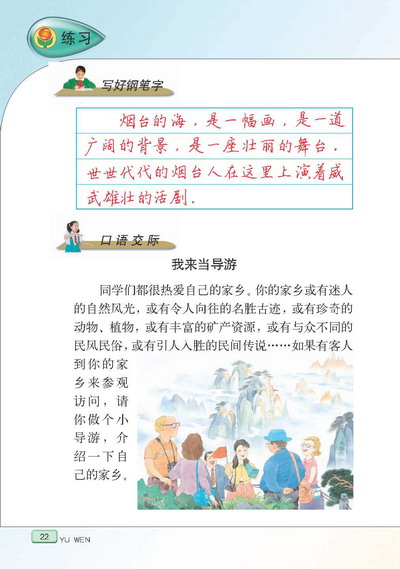 练习
写好钢笔字
烟台的海，是一幅画，是一道
广阔的背景，是一座壮丽的舞台．
世世代代的烟台人在这里上演着威
武雄壮的活剧．
口语交际
我来当导游
同学们都很热爱自己的家乡。你的家乡或有迷人
的自然风光，或有令人向往的名胜古迹，或有珍奇的
动物、植物，或有丰富的矿产资源，或有与众不同的
民风民俗，或有引人入胜的民间传说……如果有客人
到你的家
乡来参观
访问，请
你做个小
导游，介
绍一下自
己的家乡。
22
YU WEN